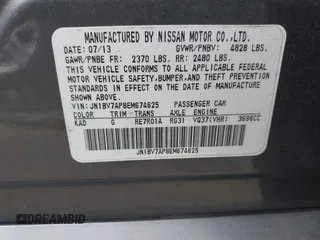 MANUFACTURED BY NISSAN MOTOR CO.,LTD.
DATE: 07/13 GVWR/PNBV: 4828 LBS.
GAWR/PNBE FR: 2370 LBS. RR: 2480 LBS.
THIS VEHICLE CONFORMS TO ALL APPLICABLE FEDERAL
MOTOR VEHICLE SAFETY,BUMPER,AND THEFT PREVENTION
STANDARDS IN EFFECT ON THE DATE OF MANUFACTURE
SHOWN ABOVE.
VIN: JN1BV7AP8EM674625 PASSENGER CAR
COLOR TRIM TRANS AXLE ENGINE
KAD G RE7R01A RG31 VQ37(VHR) 3696CC
JN1BV7AP8EM674625
DREAMBID